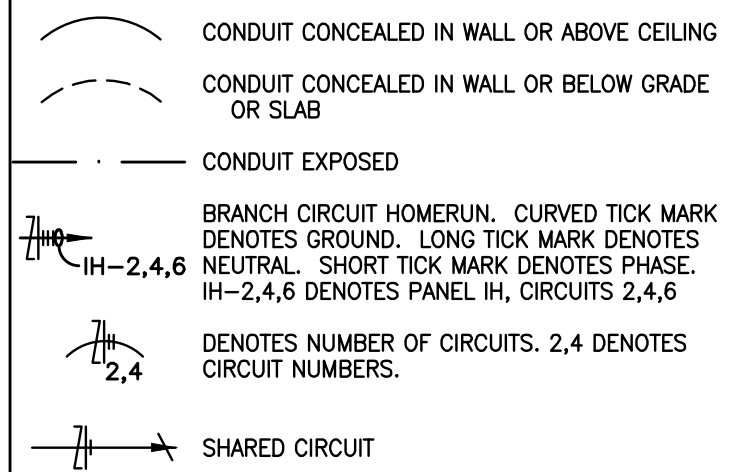 CONDUIT CONCEALED IN WALL OR ABOVE CEILING
CONDUIT CONCEALED IN WALL OR BELOW GRADE
OR SLAB
CONDUIT EXPOSED
BRANCH CIRCUIT HOMERUN. CURVED TICK MARK
DENOTES GROUND. LONG TICK MARK DENOTES
IH-2,4,6 NEUTRAL. SHORT TICK MARK DENOTES PHASE.
IH-2,4,6 DENOTES PANEL IH, CIRCUITS 2,4,6
DENOTES NUMBER OF CIRCUITS. 2,4 DENOTES
2,4 CIRCUIT NUMBERS.
SHARED CIRCUIT